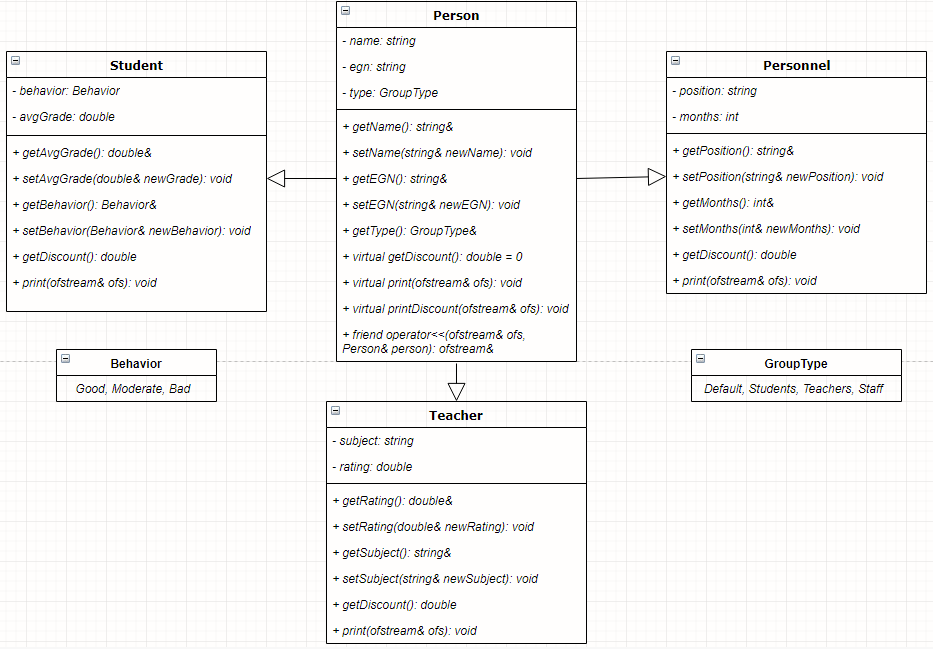 Person
- name: string
- egn: string
- type: GroupType
+ getName(): string&
+ setName(string& newName): void
+ getEGN(): string&
+ setEGN(string& newEGN): void
+ getType(): GroupType&
+ virtual getDiscount(): double = 0
+ virtual print(ofstream& ofs): void
+ virtual printDiscount(ofstream& ofs): void
+ friend operator<<(ofstream& ofs,
Person& person): ofstream&
Student
- behavior: Behavior
- avgGrade: double
+ getAvgGrade(): double&
+ setAvgGrade(double& newGrade): void
+ getBehavior(): Behavior&
+ setBehavior(Behavior& newBehavior): void
+ getDiscount(): double
+ print(ofstream& ofs): void
Personnel
- position: string
- months: int
+ getPosition(): string&
+ setPosition(string& newPosition): void
+ getMonths(): int&
+ setMonths(int& newMonths): void
+ getDiscount(): double
+ print(ofstream& ofs): void
Behavior
Good, Moderate, Bad
GroupType
Default, Students, Teachers, Staff
Teacher
- subject: string
- rating: double
+ getRating(): double&
+ setRating(double& newRating): void
+ getSubject(): string&
+ setSubject(string& newSubject): void
+ getDiscount(): double
+ print(ofstream& ofs): void